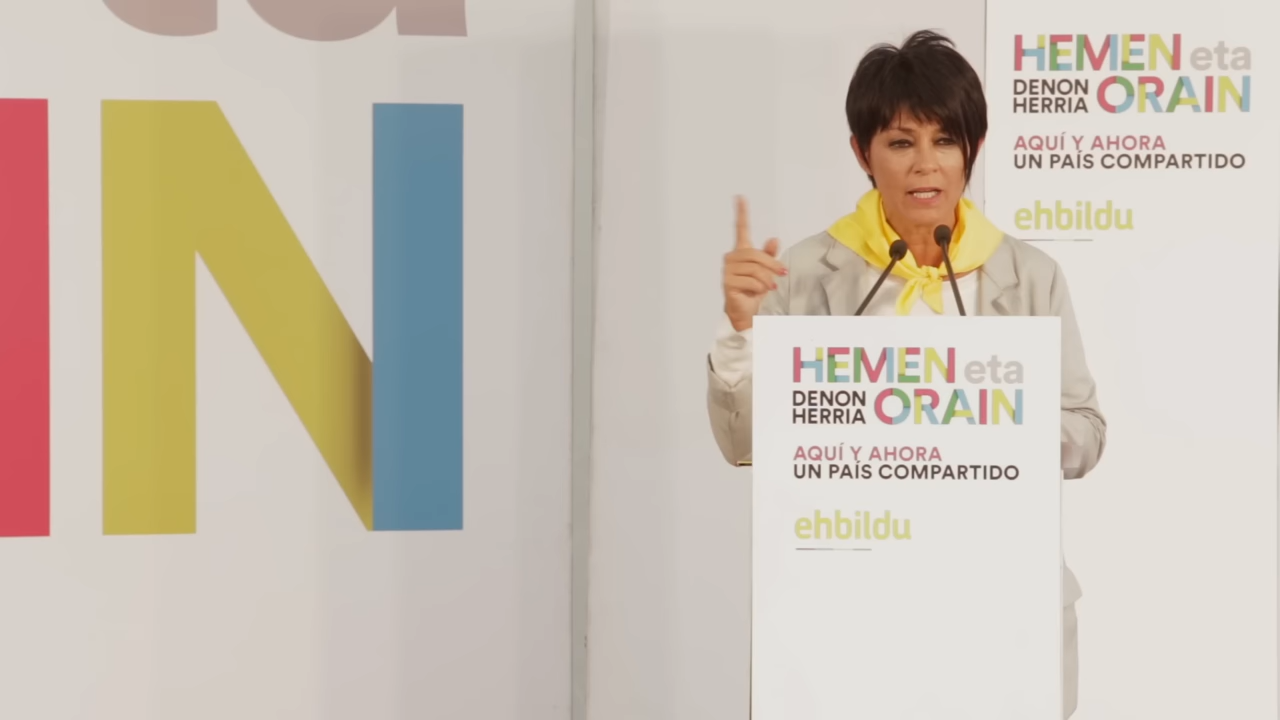 ta
IN
HEMEN eta
DENON
HERRIA
ORAIN
AQUÍ Y AHORA
UN PAÍS COMPARTIDO
ehbildu
HEMEN eta
DENON
HERRIA
ORAIN
AQUÍ Y AHORA
UN PAÍS COMPARTIDO
ehbildu